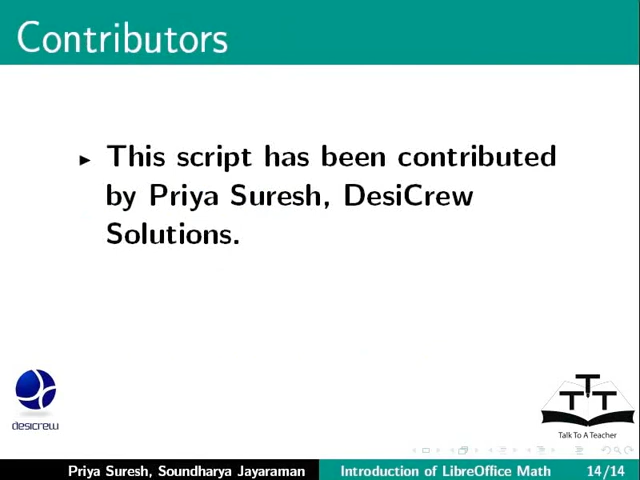 Contributors
This script has been contributed
by Priya Suresh, DesiCrew
Solutions.
desicrew
T T T
Talk To A Teacher
Priya Suresh, Soundharya Jayaraman
Introduction of LibreOffice Math
14/14